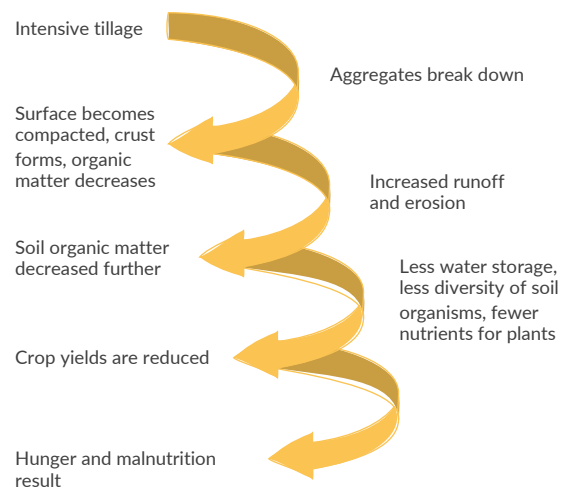 Intensive tillage
Aggregates break down
Surface becomes
compacted, crust
forms, organic
matter decreases
Increased runoff
and erosion
Soil organic matter
decreased further
Less water storage,
less diversity of soil
organisms, fewer
nutrients for plants
Crop yields are reduced
Hunger and malnutrition
result